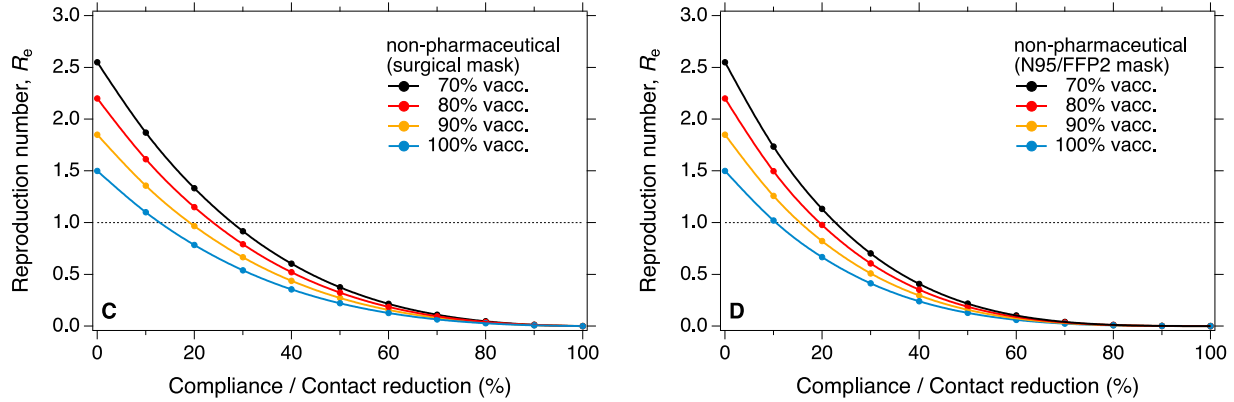 3.0
2.5
2.0
1.5
1.0
0.5
0.0
Reproduction number, Re
non-pharmaceutical
(surgical mask)
70% vacc.
80% vacc.
90% vacc.
100% vacc.
C
0
20
40
60
80
100
Compliance / Contact reduction (%)
3.0
2.5
2.0
1.5
1.0
0.5
0.0
Reproduction number, Re
non-pharmaceutical
(N95/FFP2 mask)
70% vacc.
80% vacc.
90% vacc.
100% vacc.
D
0
20
40
60
80
100
Compliance / Contact reduction (%)